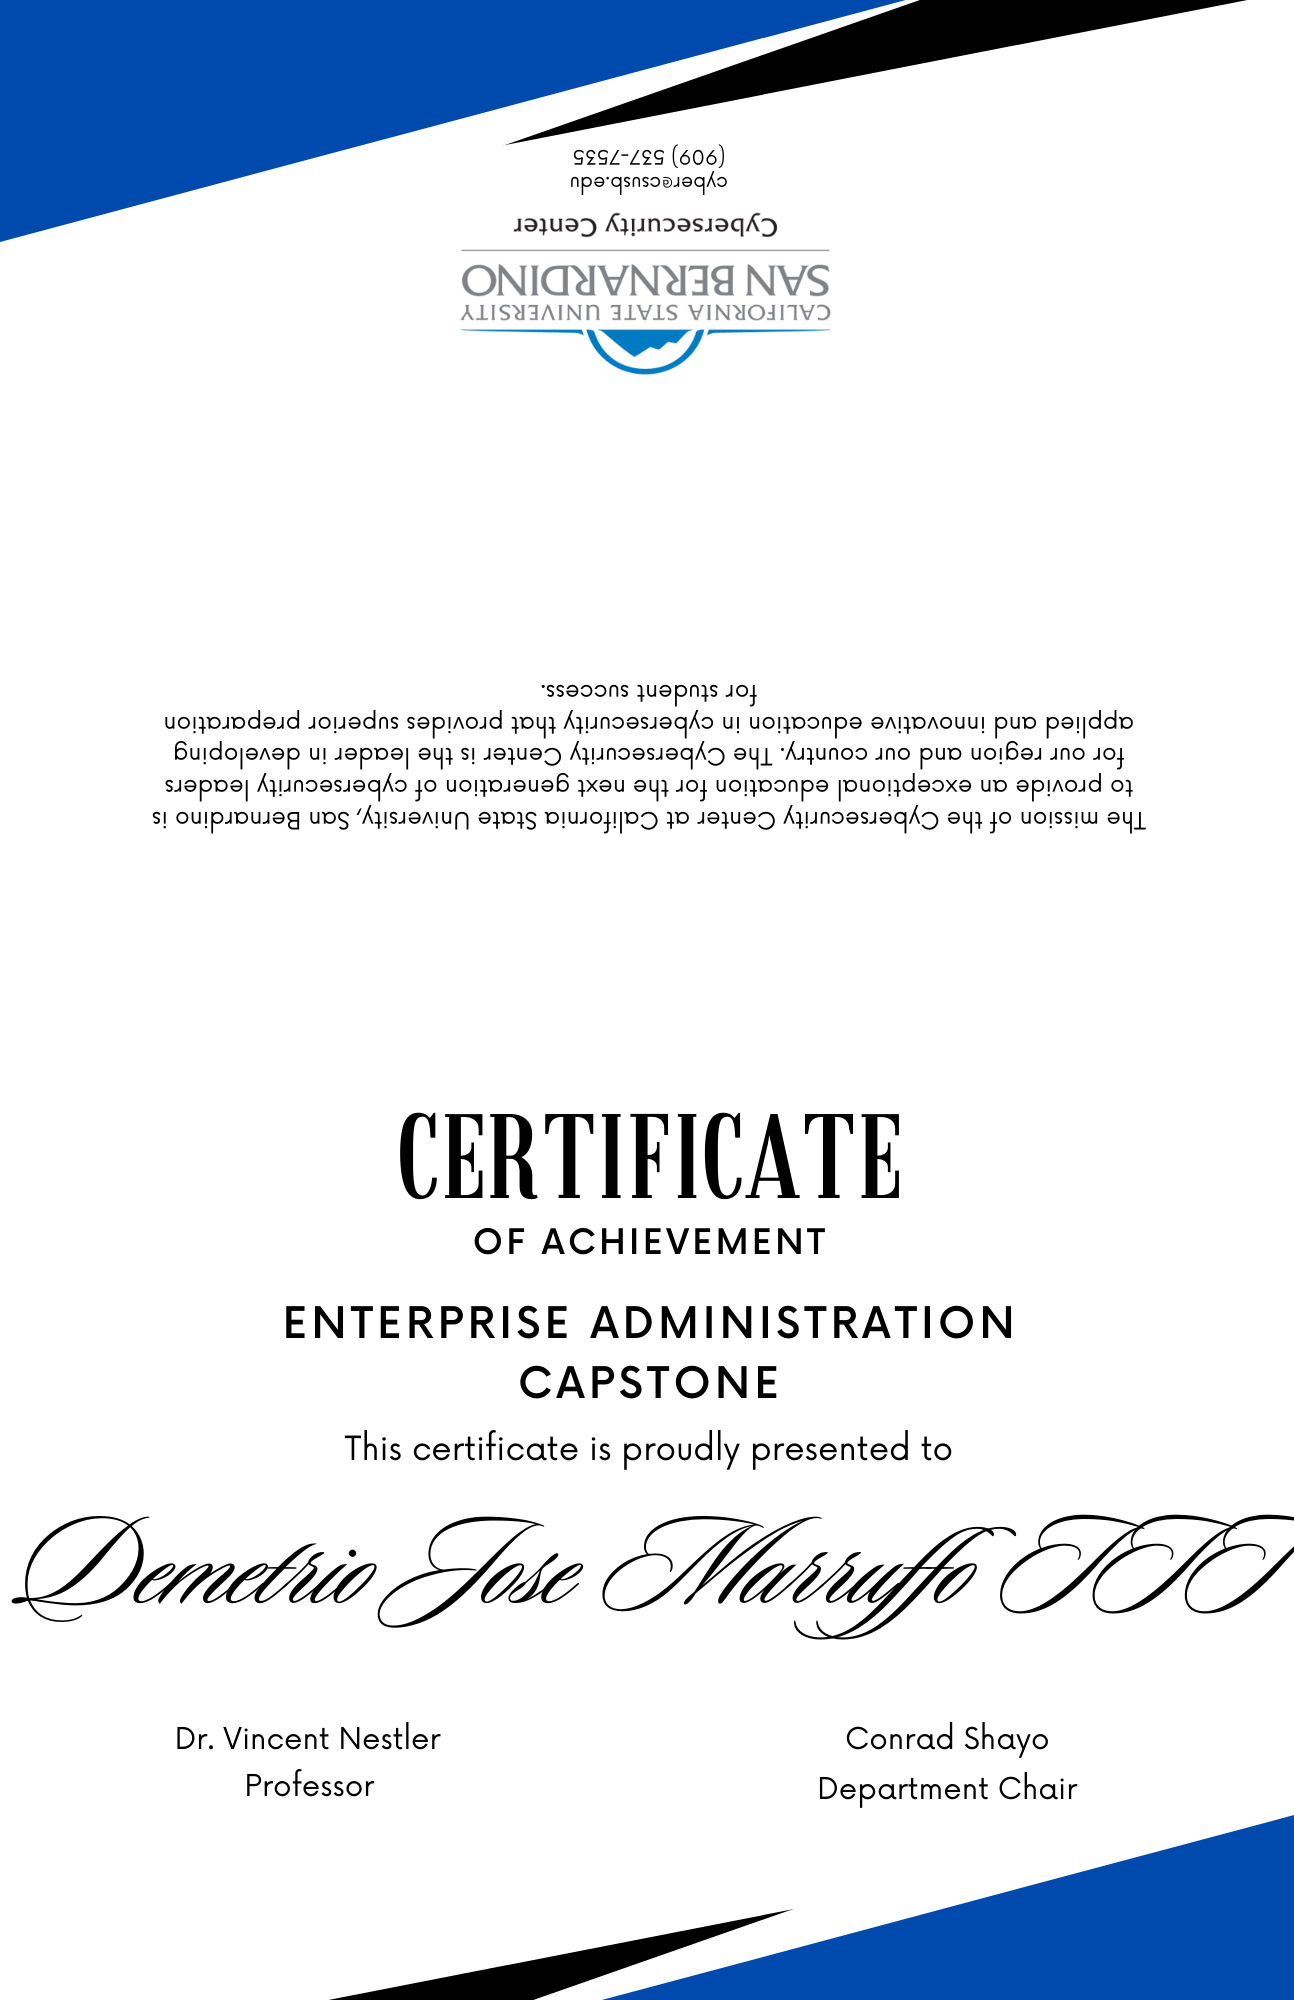 (909) 537-7535
cyber@csusb.edu
Cybersecurity Center
SAN BERNARDINO
CALIFORNIA STATE UNIVERSITY
The mission of the Cybersecurity Center at California State University, San Bernardino is
to provide an exceptional education for the next generation of cybersecurity leaders
for our region and our country. The Cybersecurity Center is the leader in developing
applied and innovative education in cybersecurity that provides superior preparation
for student success.
CERTIFICATE
OF ACHIEVEMENT
ENTERPRISE ADMINISTRATION
CAPSTONE
This certificate is proudly presented to
Demetrio Jose Marruffo III
Dr. Vincent Nestler
Professor
Conrad Shayo
Department Chair